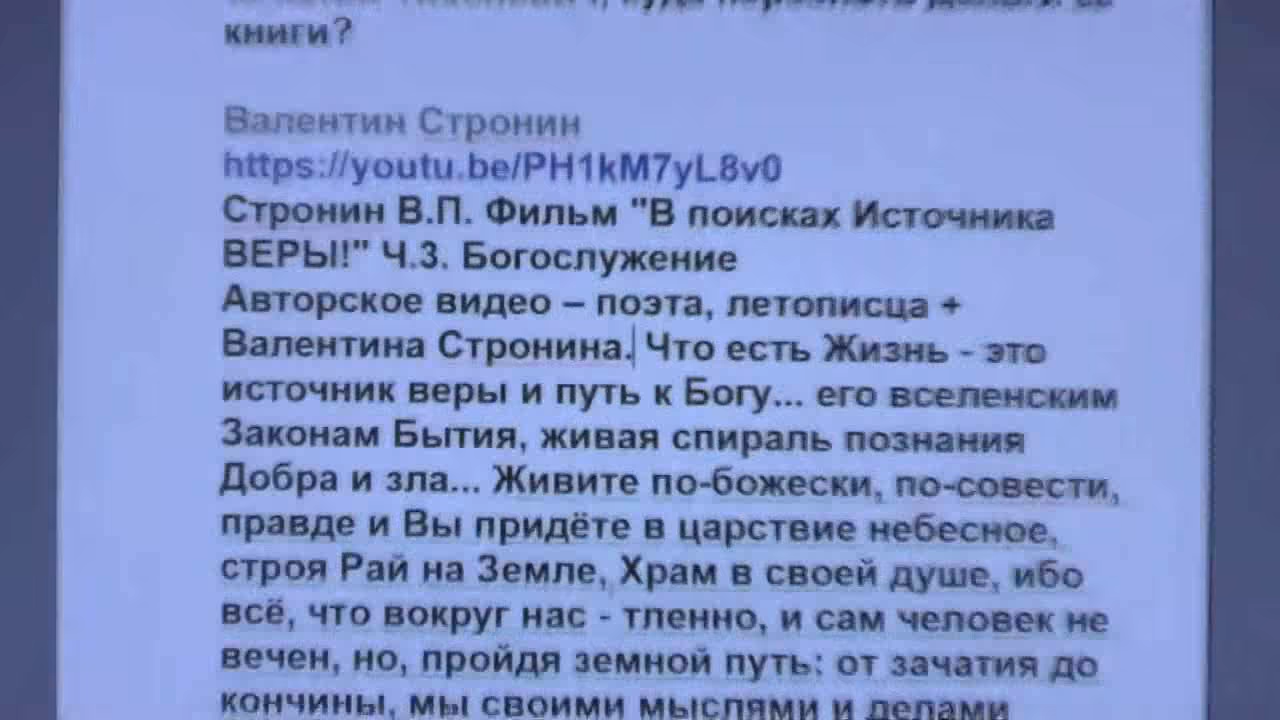 книги?
Валентин Стронин
https://youtu.be/PH1kM7yL8v0
Стронин В.П. Фильм "В поисках Источника
ВЕРЫ!" Ч.3. Богослужение
Авторское видео – поэта, летописца +
Валентина Стронина. Что есть Жизнь - это
источник веры и путь к Богу... его вселенским
Законам Бытия, живая спираль познания
Добра и зла... Живите по-божески, по-совести,
правде и Вы придёте в царствие небесное,
строя Рай на Земле, Храм в своей душе, ибо
всё, что вокруг нас - тленно, и сам человек не
вечен, но, пройдя земной путь: от зачатия до
кончины, мы своими мыслями и делами